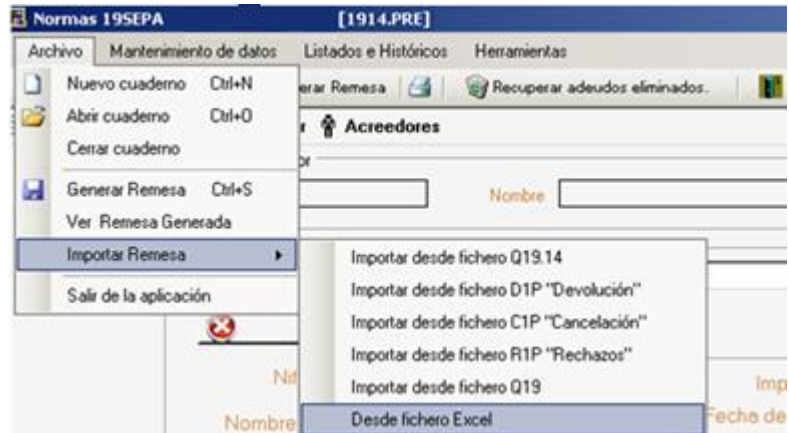 Normas 19SEPA [1914.PRE]
Archivo Mantenimiento de datos Listados e Históricos Herramientas
Nuevo cuaderno Ctrl+N
erar Remesa Recuperar adeudos eliminados.
Abrir cuaderno Ctrl+O
r Acreedores
Cerrar cuaderno
or
Generar Remesa Ctrl+S
Nombre
Ver Remesa Generada
Importar Remesa
Importar desde fichero Q19.14
Salir de la aplicación
Importar desde fichero D1P "Devolución"
Importar desde fichero C1P "Cancelación"
Importar desde fichero R1P "Rechazos"
Nif
Importar desde fichero Q19
Imp
Nombre
Desde fichero Excel
Fecha de